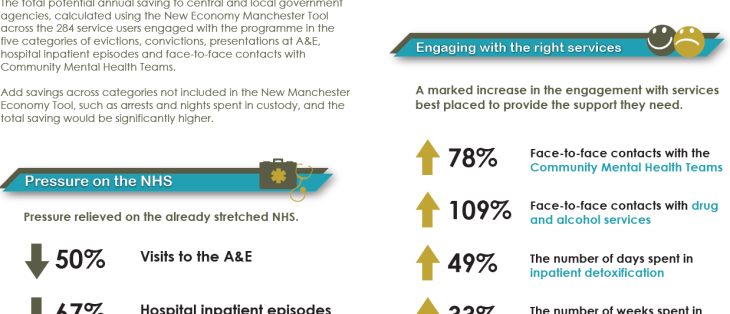 The total potential annual saving to central and local government
agencies, calculated using the New Economy Manchester Tool
across the 284 service users engaged with the programme in the
five categories of evictions, convictions, presentations at A&E,
hospital inpatient episodes and face-to-face contacts with
Community Mental Health Teams.
Add savings across categories not included in the New Manchester
Economy Tool, such as arrests and nights spent in custody, and the
total saving would be significantly higher.
Pressure on the NHS
Pressure relieved on the already stretched NHS.
50% Visits to the A&E
67% Hospital inpatient episodes
Engaging with the right services
A marked increase in the engagement with services
best placed to provide the support they need.
78% Face-to-face contacts with the
Community Mental Health Teams
109% Face-to-face contacts with drug
and alcohol services
49% The number of days spent in
inpatient detoxification
33% The number of weeks spent in